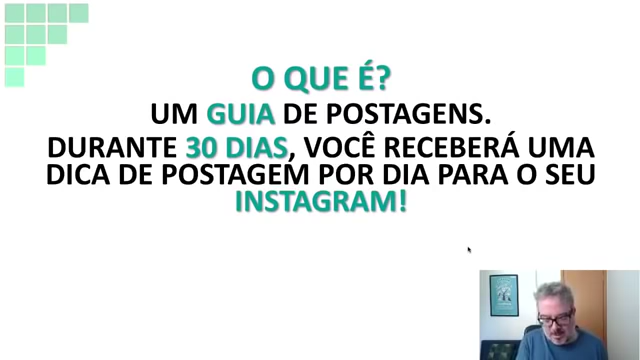 O QUE É?
UM GUIA DE POSTAGENS.
DURANTE 30 DIAS, VOCÊ RECEBERÁ UMA
DICA DE POSTAGEM POR DIA PARA O SEU
INSTAGRAM!